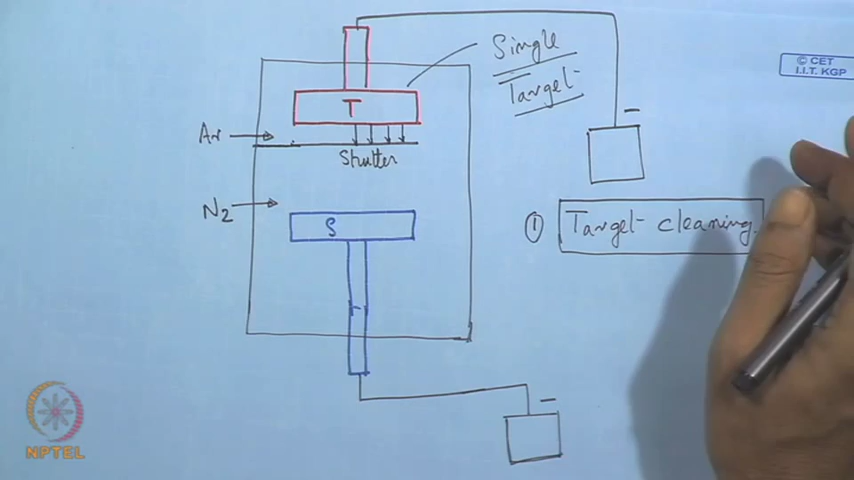 Single
Target
© CET
I.I.T. KGP
T
Ar
Shutter
N2
S
① Target cleaning.
NPTEL